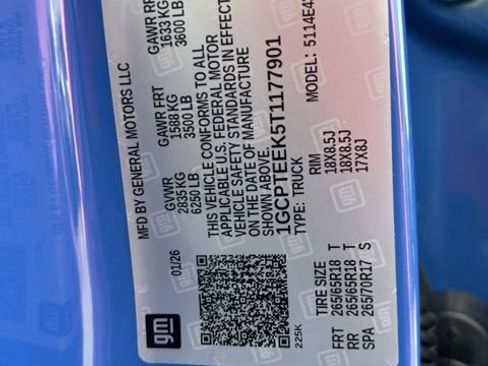 gm
MFD BY GENERAL MOTORS LLC
01/26
GVWR GAWR FRT GAWR RR
2835 KG 1588 KG 1633 KG
6250 LB 3500 LB 3600 LB
THIS VEHICLE CONFORMS TO ALL
APPLICABLE U.S. FEDERAL MOTOR
VEHICLE SAFETY STANDARDS IN EFFECT
ON THE DATE OF MANUFACTURE
SHOWN ABOVE.
1GCPTEEK5T1177901
TYPE: TRUCK MODEL: 5114E43
225K
TIRE SIZE RIM
FRT 265/65R18 T 18X8.5J
RR 265/65R18 T 18X8.5J
SPA 265/70R17 S 17X8J